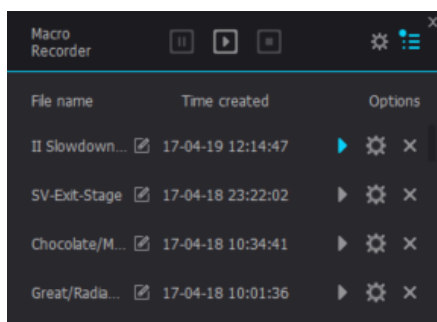 Macro
Recorder
File name Time created Options
II Slowdown... 17-04-19 12:14:47
SV-Exit-Stage 17-04-18 23:22:02
Chocolate/M... 17-04-18 10:34:41
Great/Radia... 17-04-18 10:01:36